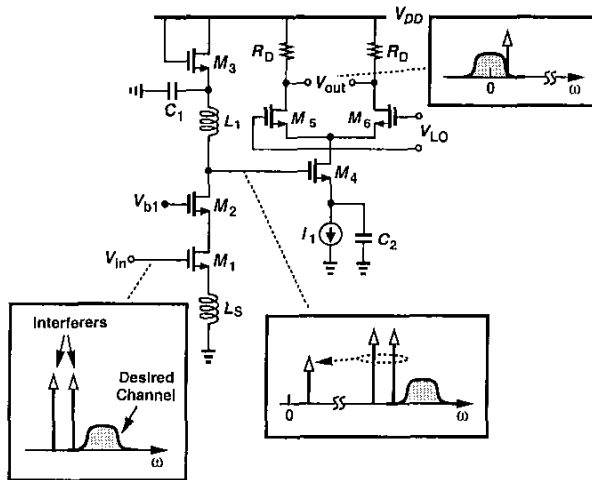 V_DD
R_D
R_D
M_3
V_out
C_1
L_1
M_5
M_6
V_LO
M_4
V_b1
M_2
I_1
C_2
V_in
M_1
L_S
0
ω
Interferers
Desired
Channel
ω
0
ω